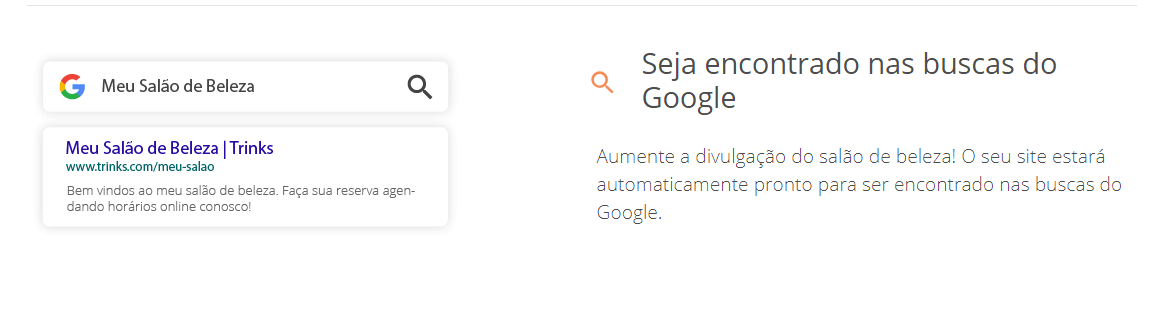 Meu Salão de Beleza
Meu Salão de Beleza | Trinks
www.trinks.com/meu-salao
Bem vindos ao meu salão de beleza. Faça sua reserva agen-
dando horários online conosco!
Seja encontrado nas buscas do
Google
Aumente a divulgação do salão de beleza! O seu site estará
automaticamente pronto para ser encontrado nas buscas do
Google.